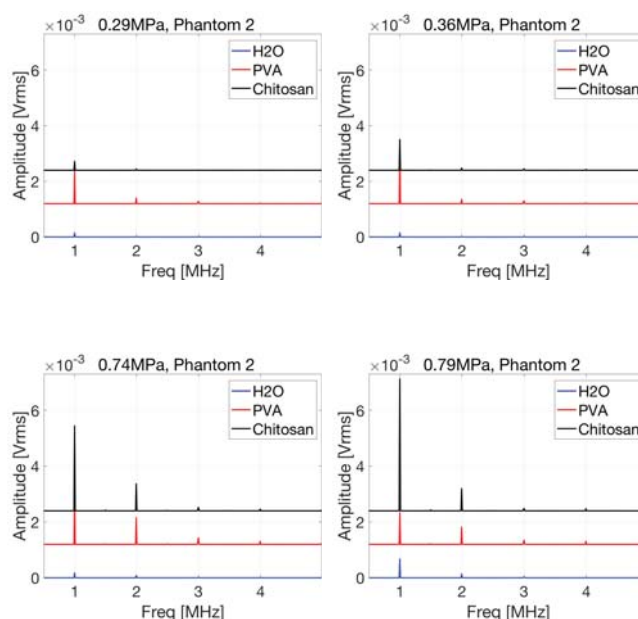 ×10⁻³ 0.29MPa, Phantom 2
H2O
PVA
Chitosan
Amplitude [Vrms]
6
4
2
0
1 2 3 4
Freq [MHz]
×10⁻³ 0.36MPa, Phantom 2
H2O
PVA
Chitosan
Amplitude [Vrms]
6
4
2
0
1 2 3 4
Freq [MHz]
×10⁻³ 0.74MPa, Phantom 2
H2O
PVA
Chitosan
Amplitude [Vrms]
6
4
2
0
1 2 3 4
Freq [MHz]
×10⁻³ 0.79MPa, Phantom 2
H2O
PVA
Chitosan
Amplitude [Vrms]
6
4
2
0
1 2 3 4
Freq [MHz]